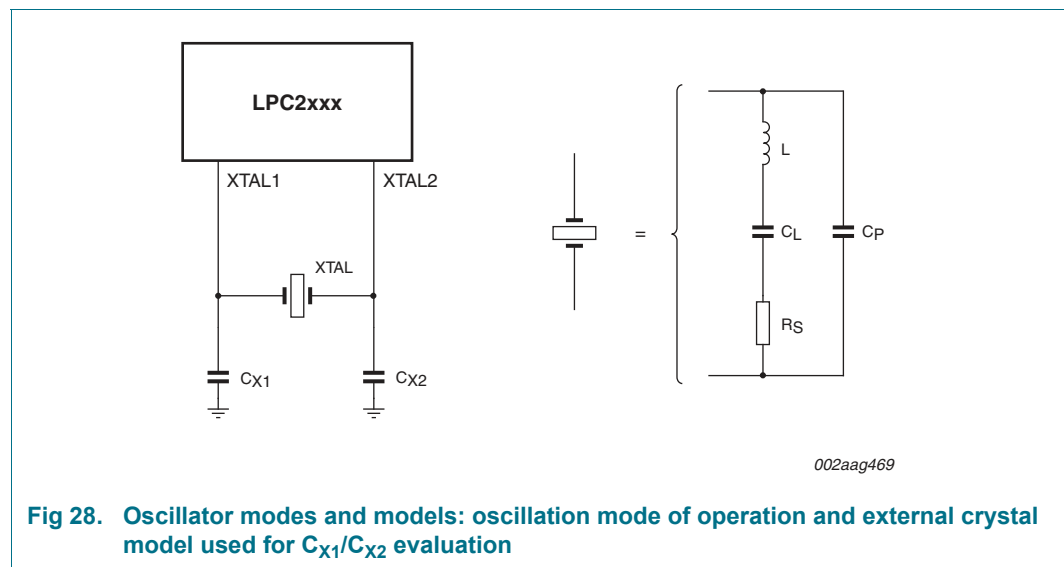 LPC2xxx
XTAL1
XTAL2
XTAL
CX1
CX2
=
L
CL
CP
RS
002aag469
Fig 28. Oscillator modes and models: oscillation mode of operation and external crystal
model used for CX1/CX2 evaluation